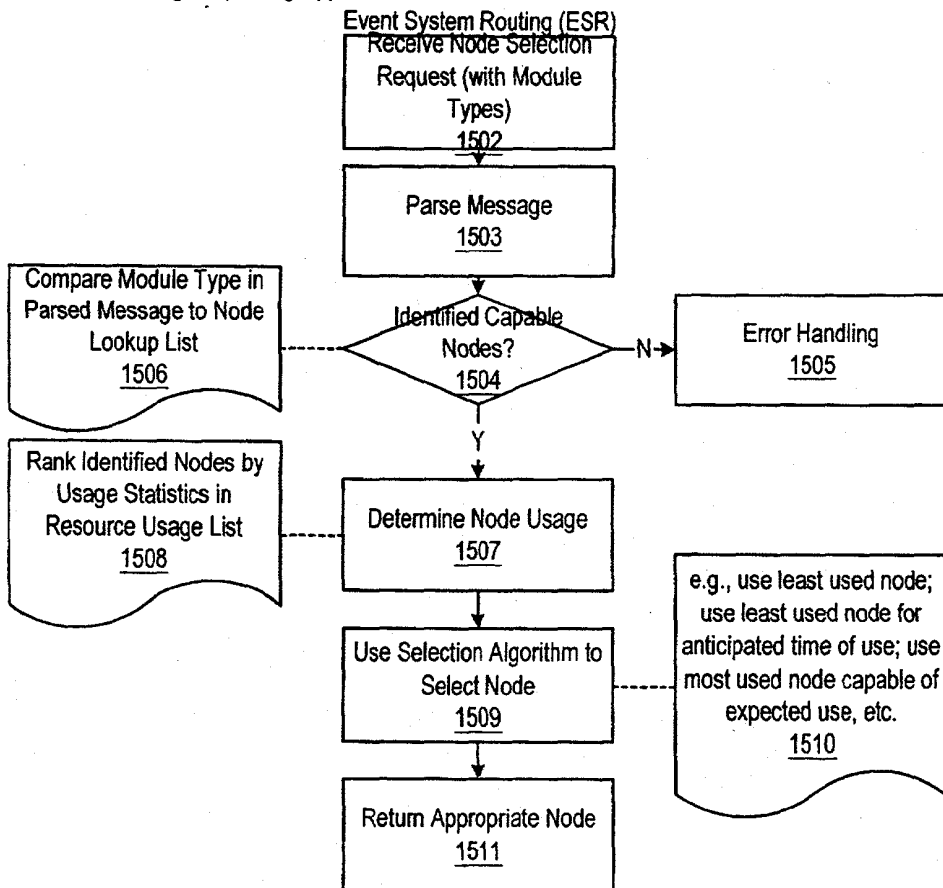 Event System Routing (ESR)
Receive Node Selection
Request (with Module
Types)
1502
Parse Message
1503
Compare Module Type in
Parsed Message to Node
Lookup List
1506
Identified Capable
Nodes?
1504
N
Error Handling
1505
Y
Rank Identified Nodes by
Usage Statistics in
Resource Usage List
1508
Determine Node Usage
1507
Use Selection Algorithm to
Select Node
1509
e.g., use least used node;
use least used node for
anticipated time of use; use
most used node capable of
expected use, etc.
1510
Return Appropriate Node
1511